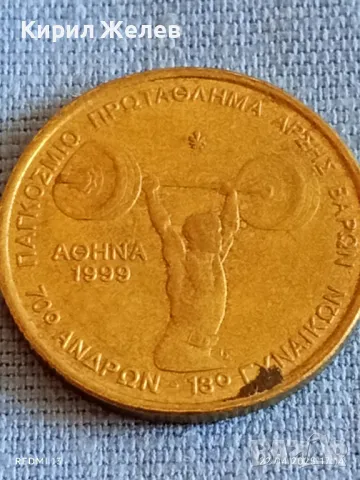 Кирил Желев
ΠΑΓΚΟΣΜΙΟ ΠΡΩΤΑΘΛΗΜΑ ΑΡΣΗΣ ΒΑΡΩΝ
ΑΘΗΝΑ
1999
70ο ΑΝΔΡΩΝ - 13ο ΓΥΝΑΙΚΩΝ